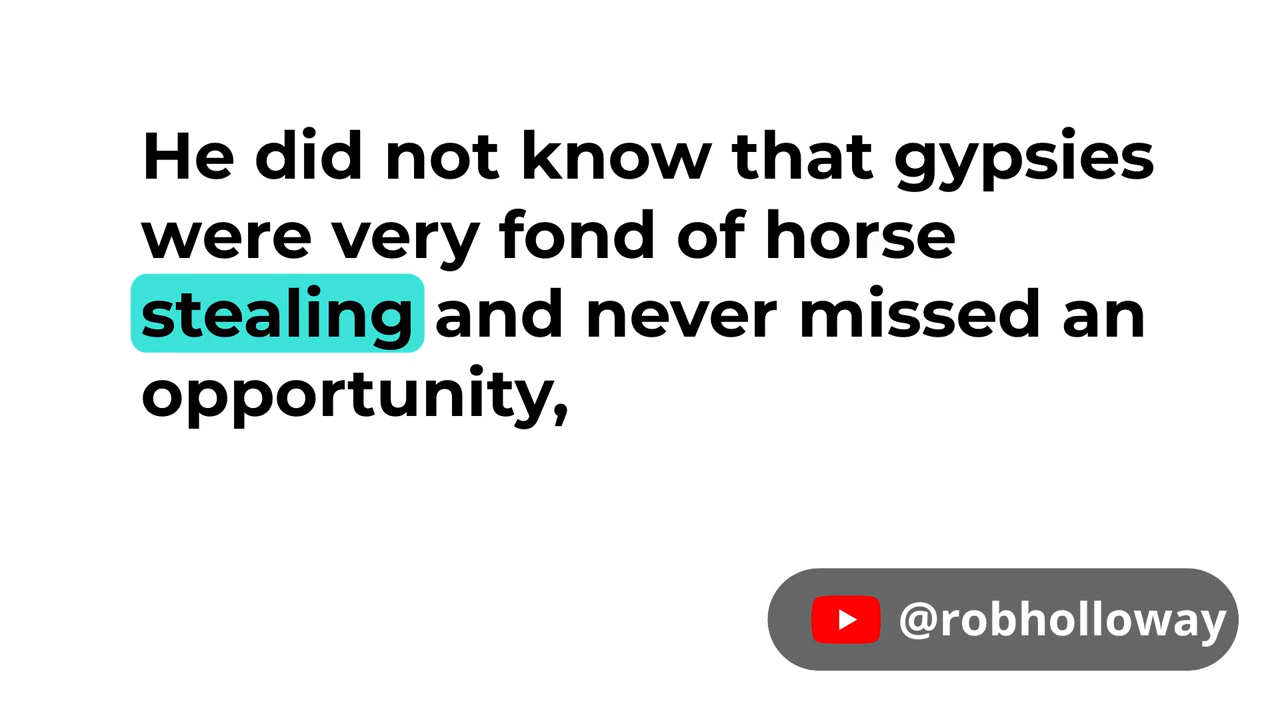 He did not know that gypsies
were very fond of horse
stealing and never missed an
opportunity,
@robholloway